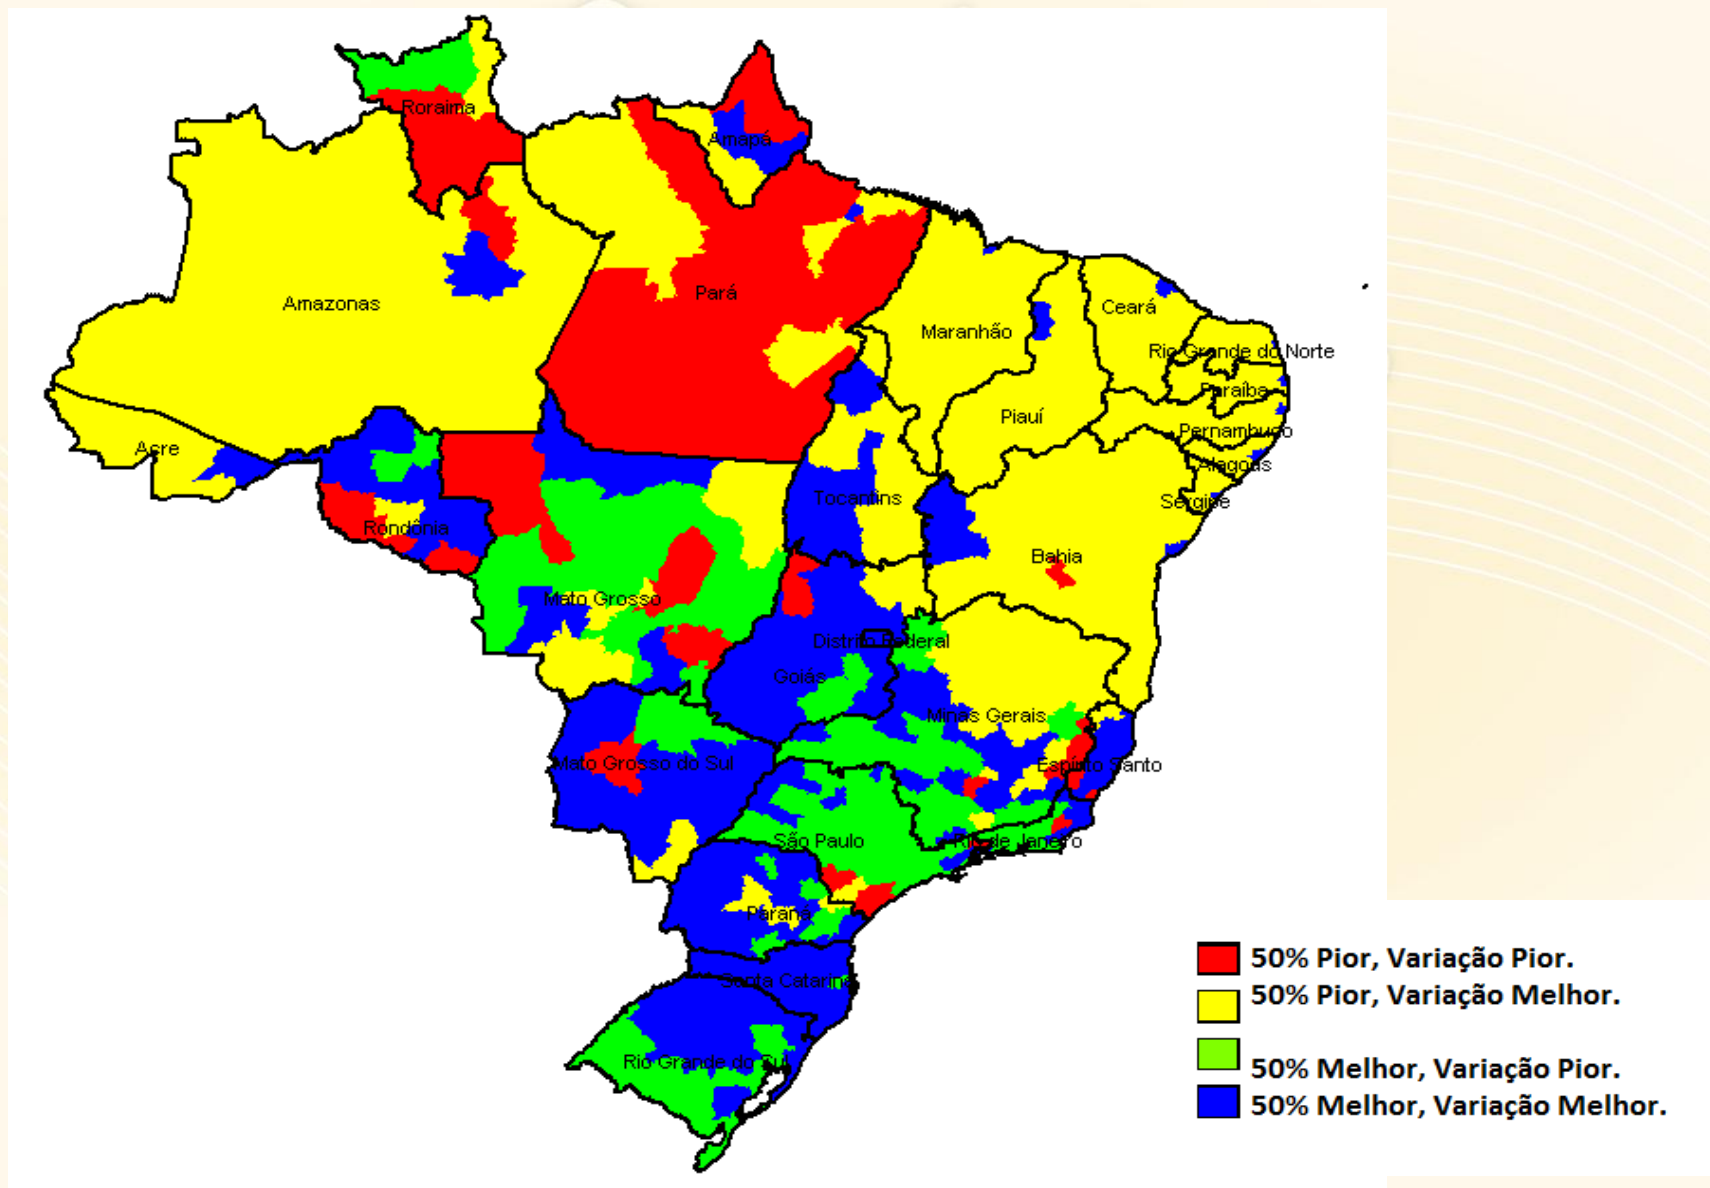 Roraima
Amapá
Amazonas
Pará
Ceará
Maranhão
Rio Grande do Norte
Paraíba
Piauí
Pernambuco
Acre
Alagoas
Tocantins
Sergipe
Rondônia
Bahia
Mato Grosso
Distrito Federal
Goiás
Minas Gerais
Mato Grosso do Sul
Espírito Santo
São Paulo
Rio de Janeiro
Paraná
Santa Catarina
Rio Grande do Sul
50% Pior, Variação Pior.
50% Pior, Variação Melhor.
50% Melhor, Variação Pior.
50% Melhor, Variação Melhor.